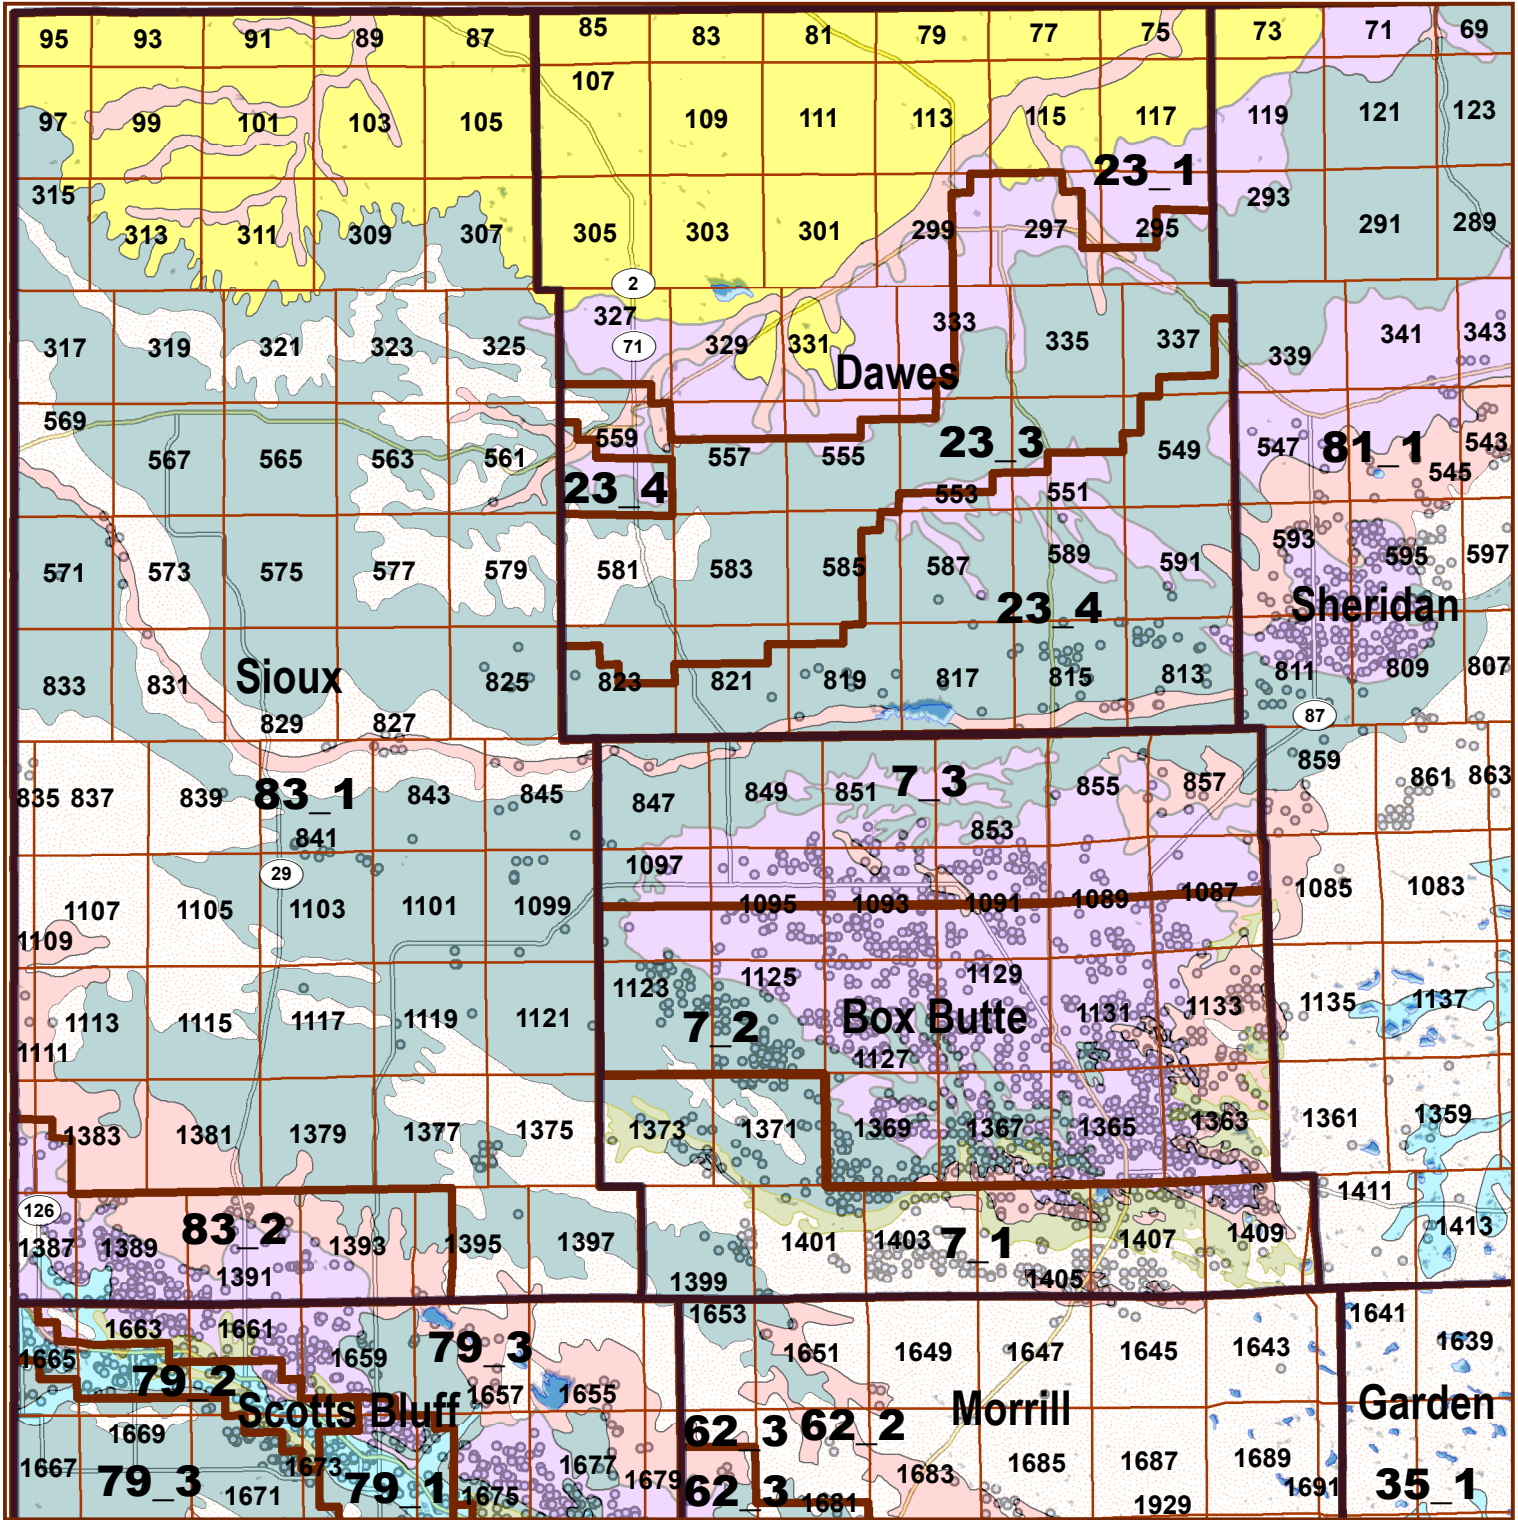 95 93 91 89 87 85 83 81 79 77 75 73 71 69
107
97 99 101 103 105 109 111 113 115 117 119 121 123
23_1
315 293
313 311 309 307 305 303 301 299 297 295 291 289
2
327 333
71
317 319 321 323 325 329 331 335 337 339 341 343
Dawes
569
567 565 563 561 559 557 555 23_3 549 547 81_1 543
545
23_4 553 551
593
571 573 575 577 579 581 583 585 587 589 591 595 597
23_4 Sheridan
833 831 Sioux 825 823 821 819 817 815 813 811 809 807
829 827 87
859
835 837 839 83_1 843 845 847 849 851 7_3 855 857 861 863
841 853
1097
29
1107 1105 1103 1101 1099 1095 1093 1091 1089 1087 1085 1083
1109
1123 1125 1129
1113 1115 1117 1119 1121 7_2 Box Butte 1131 1133 1135 1137
1111 1127
1383 1381 1379 1377 1375 1373 1371 1369 1367 1365 1363 1361 1359
1411
126
1387 1389 83_2 1393 1395 1397 1401 1403 7_1 1407 1409 1413
1391 1399 1405
1663 1661 1653 1641
1665 1659 79_3 1651 1649 1647 1645 1643 1639
79_2 1657 1655
Scotts Bluff Morrill Garden
1669 62_3 62_2
1667 1673 1677 1679 1683 1685 1687 1689
79_3 1671 79_1 1675 62_3 1681 1929 1691 35_1